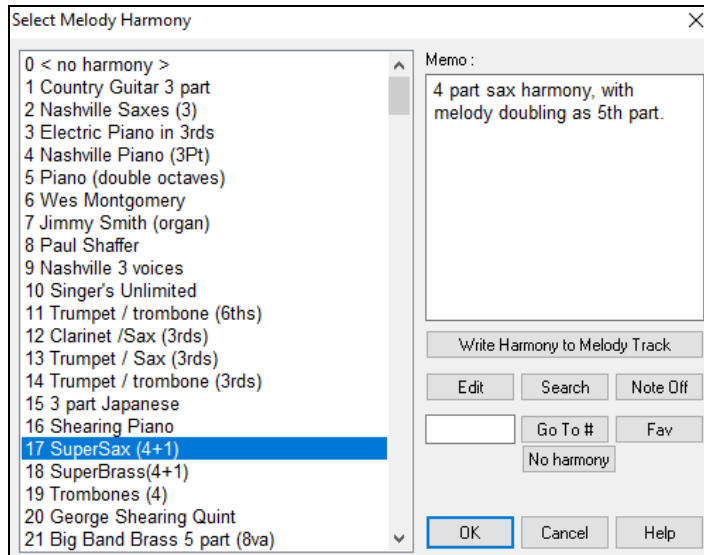 Select Melody Harmony
0 < no harmony >
1 Country Guitar 3 part
2 Nashville Saxes (3)
3 Electric Piano in 3rds
4 Nashville Piano (3Pt)
5 Piano (double octaves)
6 Wes Montgomery
7 Jimmy Smith (organ)
8 Paul Shaffer
9 Nashville 3 voices
10 Singer's Unlimited
11 Trumpet / trombone (6ths)
12 Clarinet /Sax (3rds)
13 Trumpet / Sax (3rds)
14 Trumpet / trombone (3rds)
15 3 part Japanese
16 Shearing Piano
17 SuperSax (4+1)
18 SuperBrass(4+1)
19 Trombones (4)
20 George Shearing Quint
21 Big Band Brass 5 part (8va)
Memo :
4 part sax harmony, with
melody doubling as 5th part.
Write Harmony to Melody Track
Edit Search Note Off
Go To # Fav
No harmony
OK Cancel Help